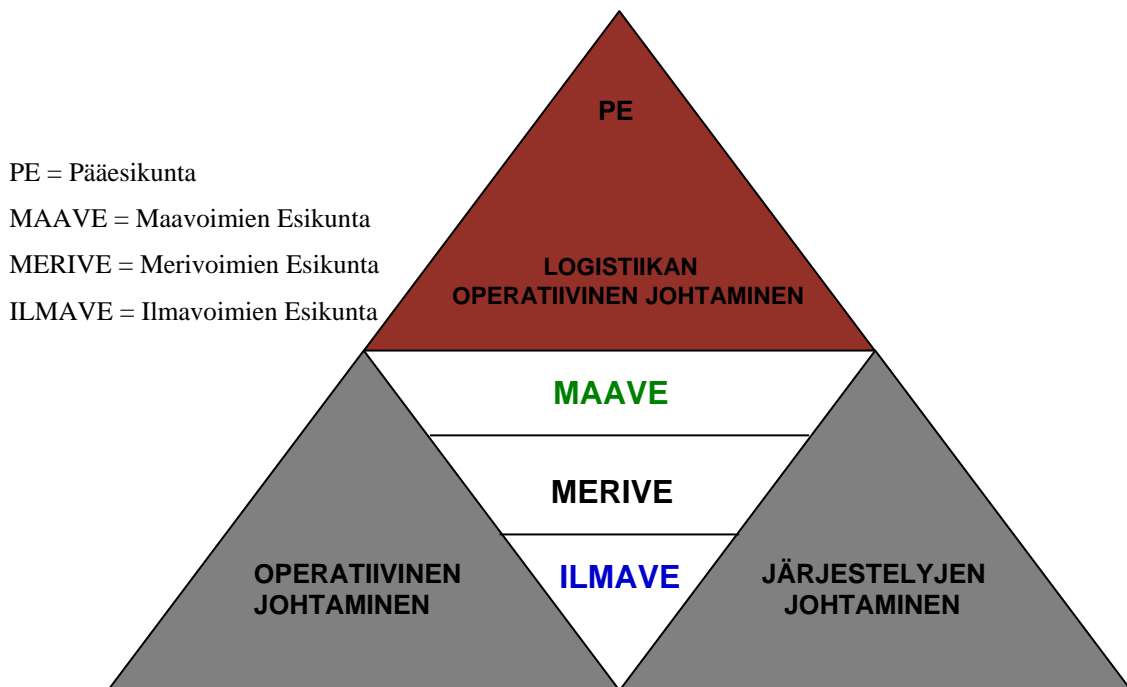 PE
PE = Pääesikunta
MAAVE = Maavoimien Esikunta
MERIVE = Merivoimien Esikunta
ILMAVE = Ilmavoimien Esikunta
LOGISTIIKAN
OPERATIIVINEN JOHTAMINEN
MAAVE
MERIVE
ILMAVE
OPERATIIVINEN
JOHTAMINEN
JÄRJESTELYJEN
JOHTAMINEN